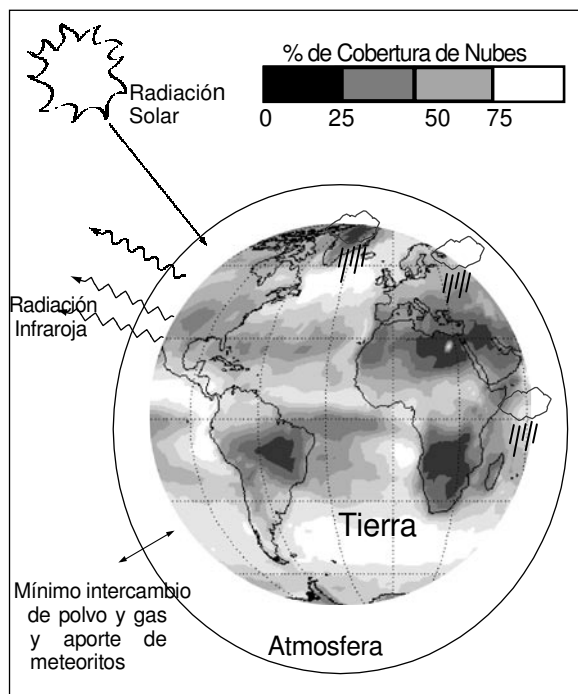 % de Cobertura de Nubes
0 25 50 75
Radiación
Solar
Radiación
Infraroja
Tierra
Mínimo intercambio
de polvo y gas
y aporte de
meteoritos
Atmosfera